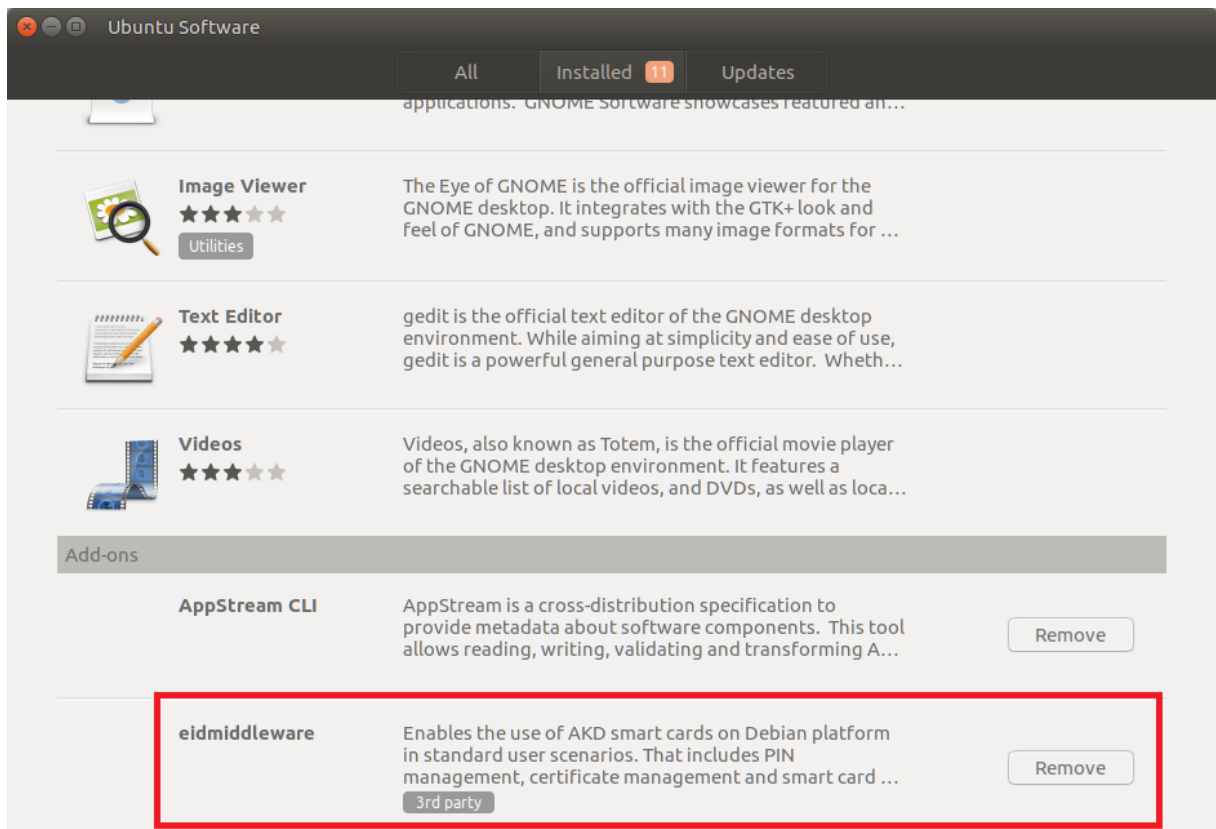 Ubuntu Software
All Installed 11 Updates
applications. GNOME Software showcases featured an…
Image Viewer
Utilities
The Eye of GNOME is the official image viewer for the
GNOME desktop. It integrates with the GTK+ look and
feel of GNOME, and supports many image formats for …
Text Editor
gedit is the official text editor of the GNOME desktop
environment. While aiming at simplicity and ease of use,
gedit is a powerful general purpose text editor. Wheth…
Videos
Videos, also known as Totem, is the official movie player
of the GNOME desktop environment. It features a
searchable list of local videos, and DVDs, as well as loca…
Add-ons
AppStream CLI
AppStream is a cross-distribution specification to
provide metadata about software components. This tool
allows reading, writing, validating and transforming A…
Remove
eidmiddleware
Enables the use of AKD smart cards on Debian platform
in standard user scenarios. That includes PIN
management, certificate management and smart card …
3rd party
Remove